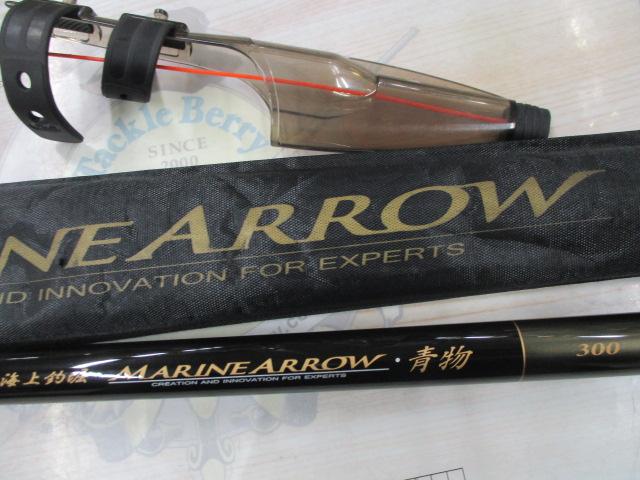 Tackle Berry
SINCE
2000
NE ARROW
ND INNOVATION FOR EXPERTS
海上釣堀 MARINE ARROW・青物 300
CREATION AND INNOVATION FOR EXPERTS